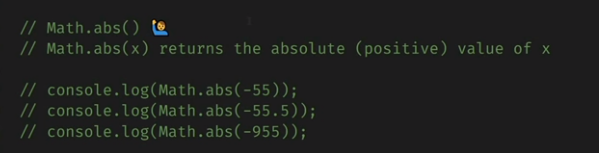 // Math.abs() 🙋‍♂️
// Math.abs(x) returns the absolute (positive) value of x
// console.log(Math.abs(-55));
// console.log(Math.abs(-55.5));
// console.log(Math.abs(-955));